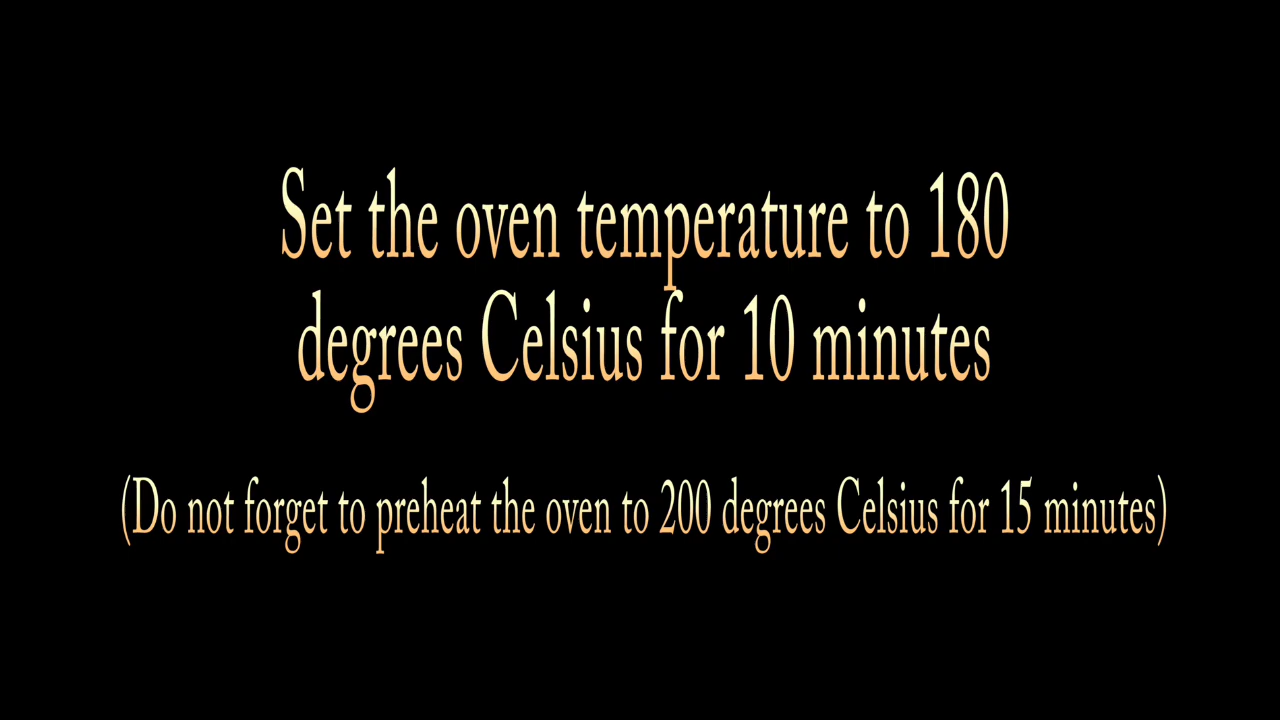 Set the oven temperature to 180
degrees Celsius for 10 minutes
(Do not forget to preheat the oven to 200 degrees Celsius for 15 minutes)